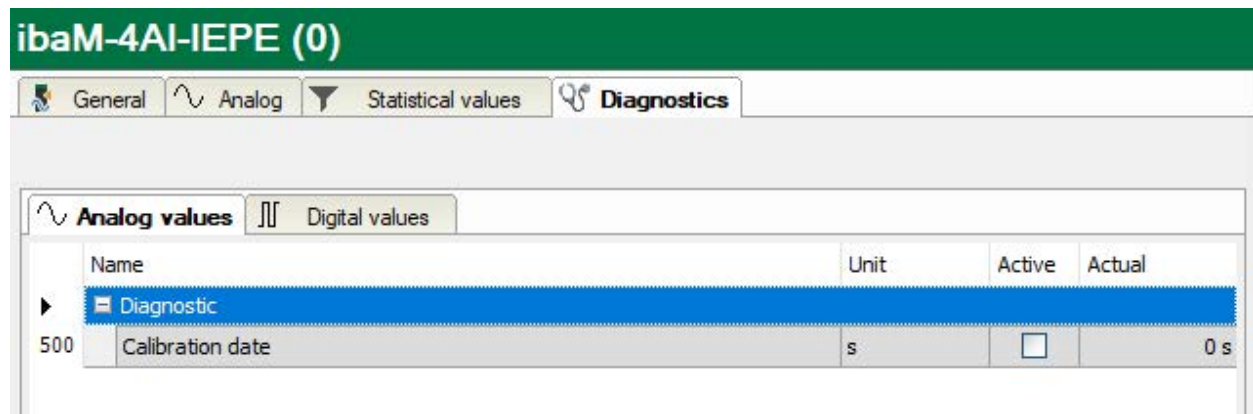 ibaM-4AI-IEPE (0)
General Analog Statistical values Diagnostics
Analog values Digital values
Name Unit Active Actual
Diagnostic
500 Calibration date s 0 s